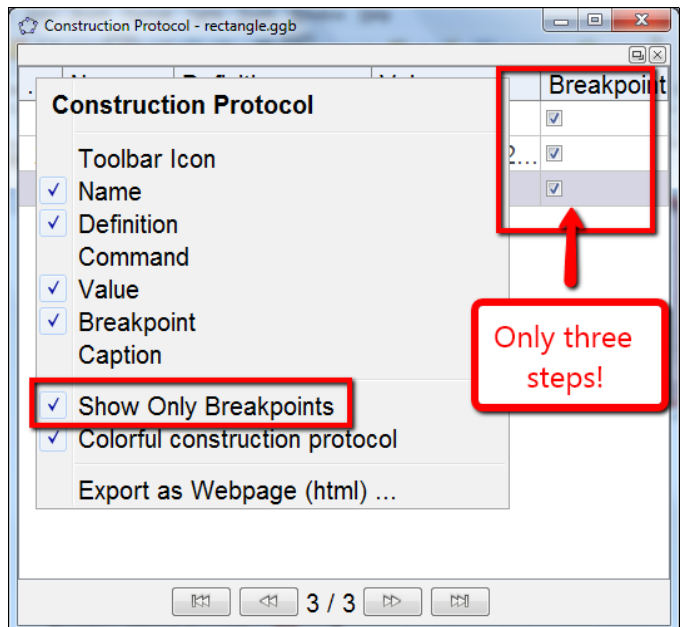 Construction Protocol - rectangle.ggb
Breakpoint
Construction Protocol
Toolbar Icon
2...
Name
Definition
Command
Value
Breakpoint
Caption
Only three
steps!
Show Only Breakpoints
Colorful construction protocol
Export as Webpage (html) ...
3 / 3